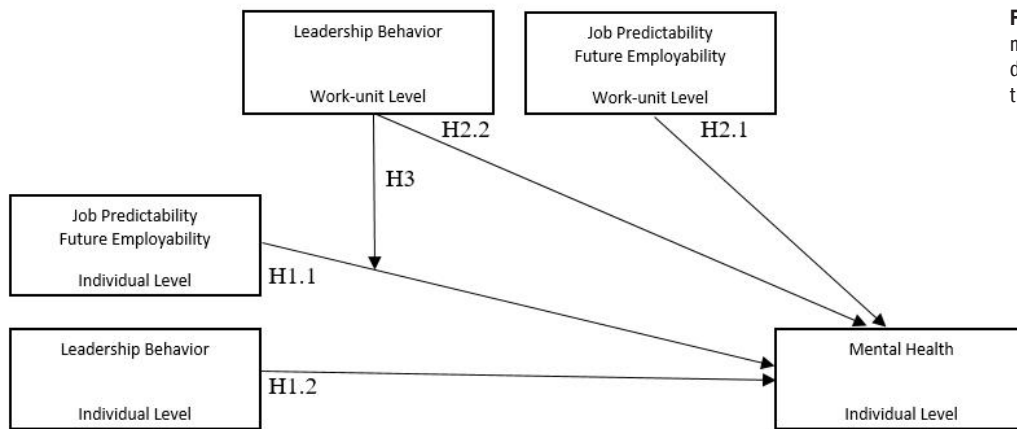 Leadership Behavior
Work-unit Level
Job Predictability
Future Employability
Work-unit Level
H2.2
H2.1
H3
Job Predictability
Future Employability
Individual Level
H1.1
Leadership Behavior
Individual Level
H1.2
Mental Health
Individual Level